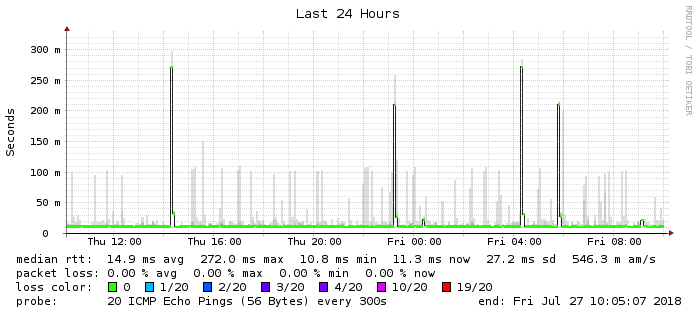 Last 24 Hours
RRDTOOL / TOBI OETIKER
Seconds
300 m
250 m
200 m
150 m
100 m
50 m
0
Thu 12:00 Thu 16:00 Thu 20:00 Fri 00:00 Fri 04:00 Fri 08:00
median rtt: 14.9 ms avg 272.0 ms max 10.8 ms min 11.3 ms now 27.2 ms sd 546.3 m am/s
packet loss: 0.00 % avg 0.00 % max 0.00 % min 0.00 % now
loss color: 0 1/20 2/20 3/20 4/20 10/20 19/20
probe: 20 ICMP Echo Pings (56 Bytes) every 300s end: Fri Jul 27 10:05:07 2018